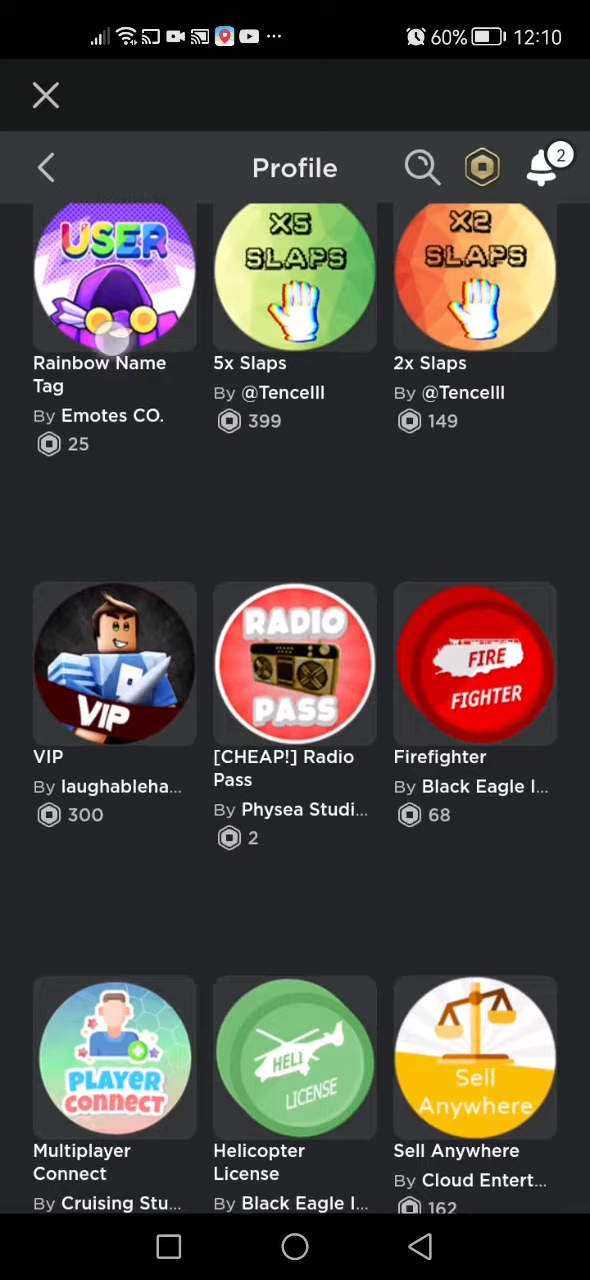 60% 12:10
Profile
2
USER
X5
SLAPS
X2
SLAPS
Rainbow Name
Tag
By Emotes CO.
25
5x Slaps
By @Tencelll
399
2x Slaps
By @Tencelll
149
VIP
RADIO
PASS
FIRE
FIGHTER
VIP
By laughableha...
300
[CHEAP!] Radio
Pass
By Physea Studi...
2
Firefighter
By Black Eagle I...
68
PLAYER
CONNECT
HELI
LICENSE
Sell
Anywhere
Multiplayer
Connect
By Cruising Stu...
Helicopter
License
By Black Eagle I...
Sell Anywhere
By Cloud Entert...
162